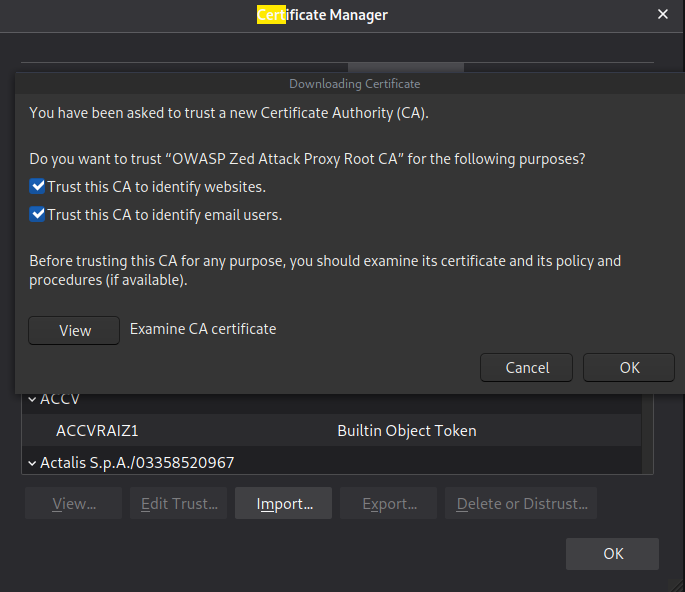 Certificate Manager
Downloading Certificate
You have been asked to trust a new Certificate Authority (CA).
Do you want to trust “OWASP Zed Attack Proxy Root CA” for the following purposes?
Trust this CA to identify websites.
Trust this CA to identify email users.
Before trusting this CA for any purpose, you should examine its certificate and its policy and
procedures (if available).
View
Examine CA certificate
Cancel
OK
ACCV
ACCVRAIZ1
Builtin Object Token
Actalis S.p.A./03358520967
View...
Edit Trust...
Import...
Export...
Delete or Distrust...
OK